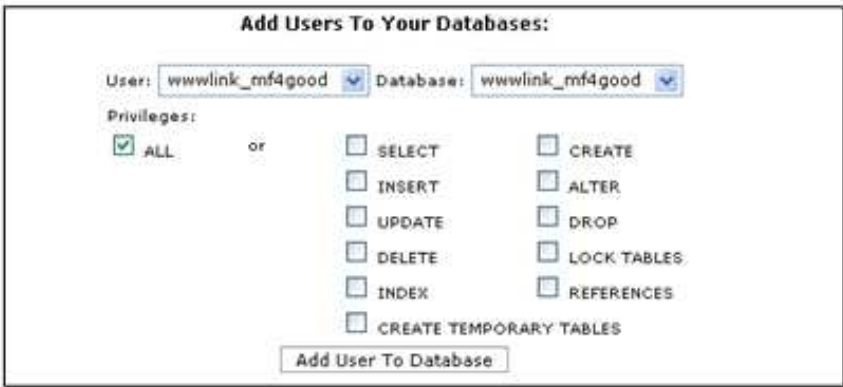 Add Users To Your Databases:
User: wwwlink_mf4good Database: wwwlink_mf4good
Privileges:
ALL or SELECT CREATE
INSERT ALTER
UPDATE DROP
DELETE LOCK TABLES
INDEX REFERENCES
CREATE TEMPORARY TABLES
Add User To Database